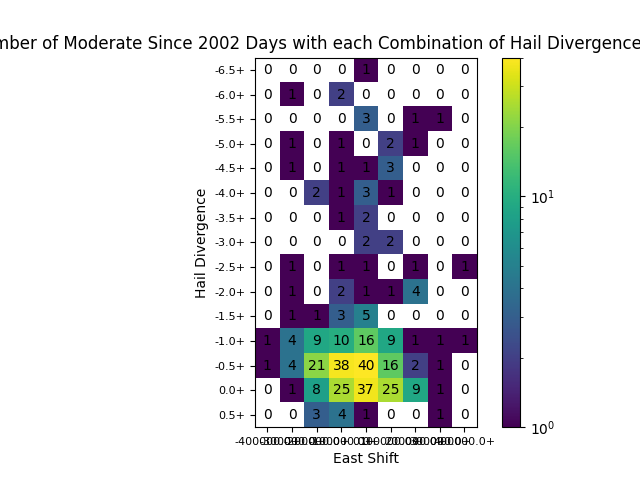 mber of Moderate Since 2002 Days with each Combination of Hail Divergence
Hail Divergence
-6.5+ 0 0 0 0 1 0 0 0 0
-6.0+ 0 1 0 2 0 0 0 0 0
-5.5+ 0 0 0 0 3 0 1 1 0
-5.0+ 0 1 0 1 0 2 1 0 0
-4.5+ 0 1 0 1 1 3 0 0 0
-4.0+ 0 0 2 1 3 1 0 0 0
-3.5+ 0 0 0 1 2 0 0 0 0
-3.0+ 0 0 0 0 2 2 0 0 0
-2.5+ 0 1 0 1 1 0 1 0 1
-2.0+ 0 1 0 2 1 1 4 0 0
-1.5+ 0 1 1 3 5 0 0 0 0
-1.0+ 1 4 9 10 16 9 1 1 1
-0.5+ 1 4 21 38 40 16 2 1 0
0.0+ 0 1 8 25 37 25 9 1 0
0.5+ 0 0 3 4 1 0 0 1 0
East Shift
10¹
10⁰